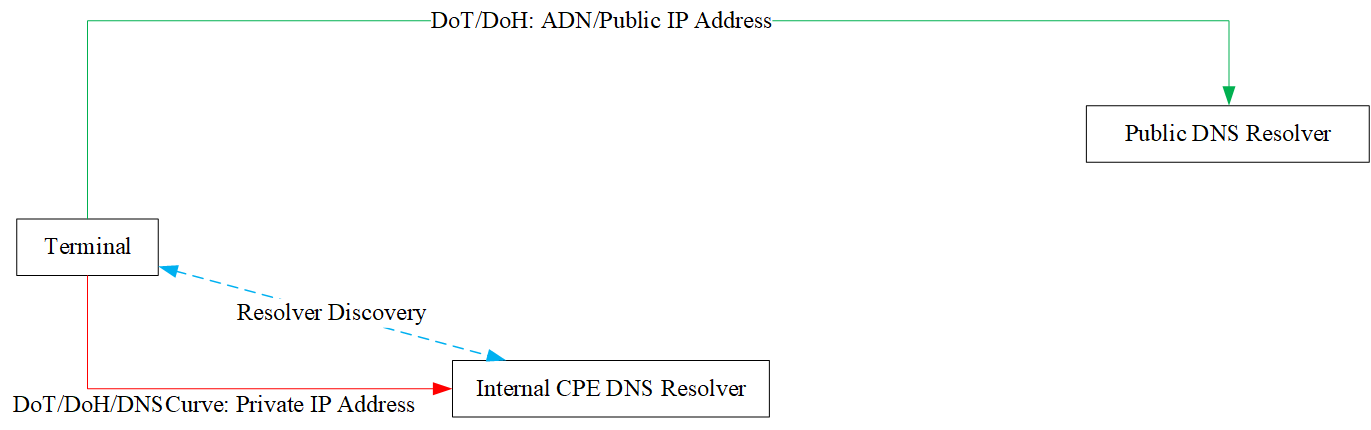 DoT/DoH: ADN/Public IP Address
Public DNS Resolver
Terminal
Resolver Discovery
Internal CPE DNS Resolver
DoT/DoH/DNSCurve: Private IP Address